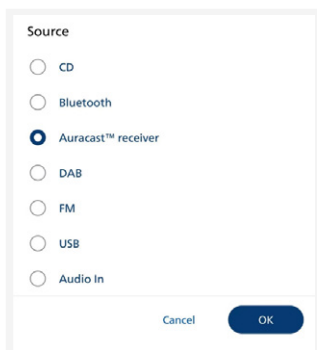 Source
CD
Bluetooth
Auracast™ receiver
DAB
FM
USB
Audio In
Cancel
OK